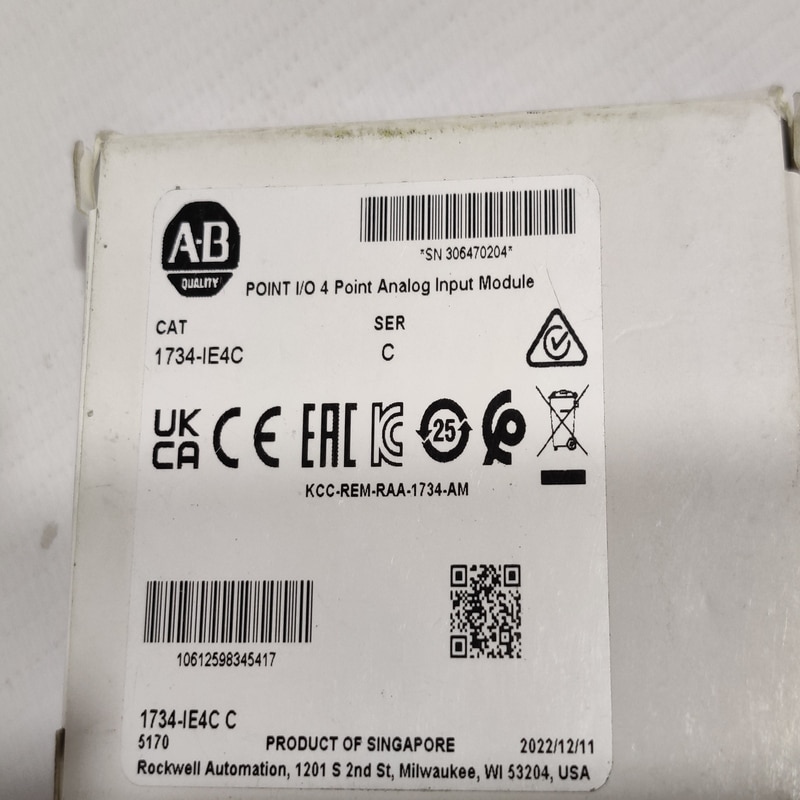 A-B
QUALITY
*SN 306470204*
POINT I/O 4 Point Analog Input Module
CAT
SER
1734-IE4C
C
UK
CA
CE
EAC
KC
25
KCC-REM-RAA-1734-AM
10612598345417
1734-IE4C C
5170
PRODUCT OF SINGAPORE
2022/12/11
Rockwell Automation, 1201 S 2nd St, Milwaukee, WI 53204, USA